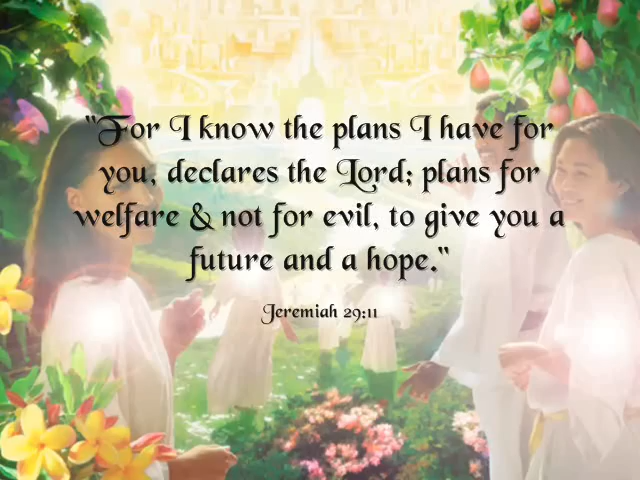 "For I know the plans I have for
you, declares the Lord; plans for
welfare & not for evil, to give you a
future and a hope."
Jeremiah 29:11